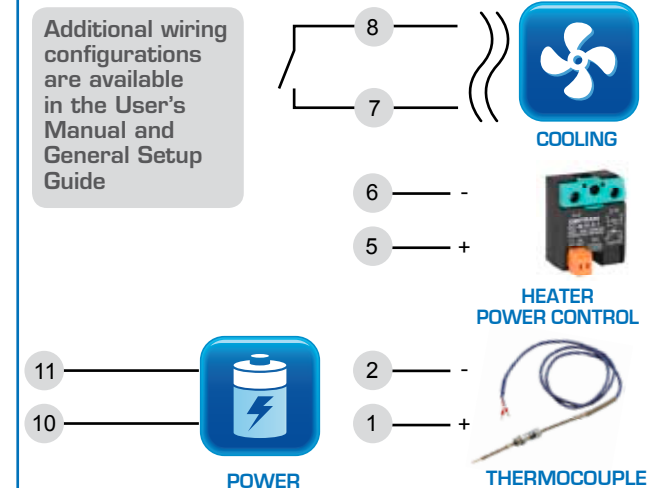 Additional wiring
configurations
are available
in the User's
Manual and
General Setup
Guide
8
7
COOLING
6 -
5 +
HEATER
POWER CONTROL
11
10
POWER
2 -
1 +
THERMOCOUPLE